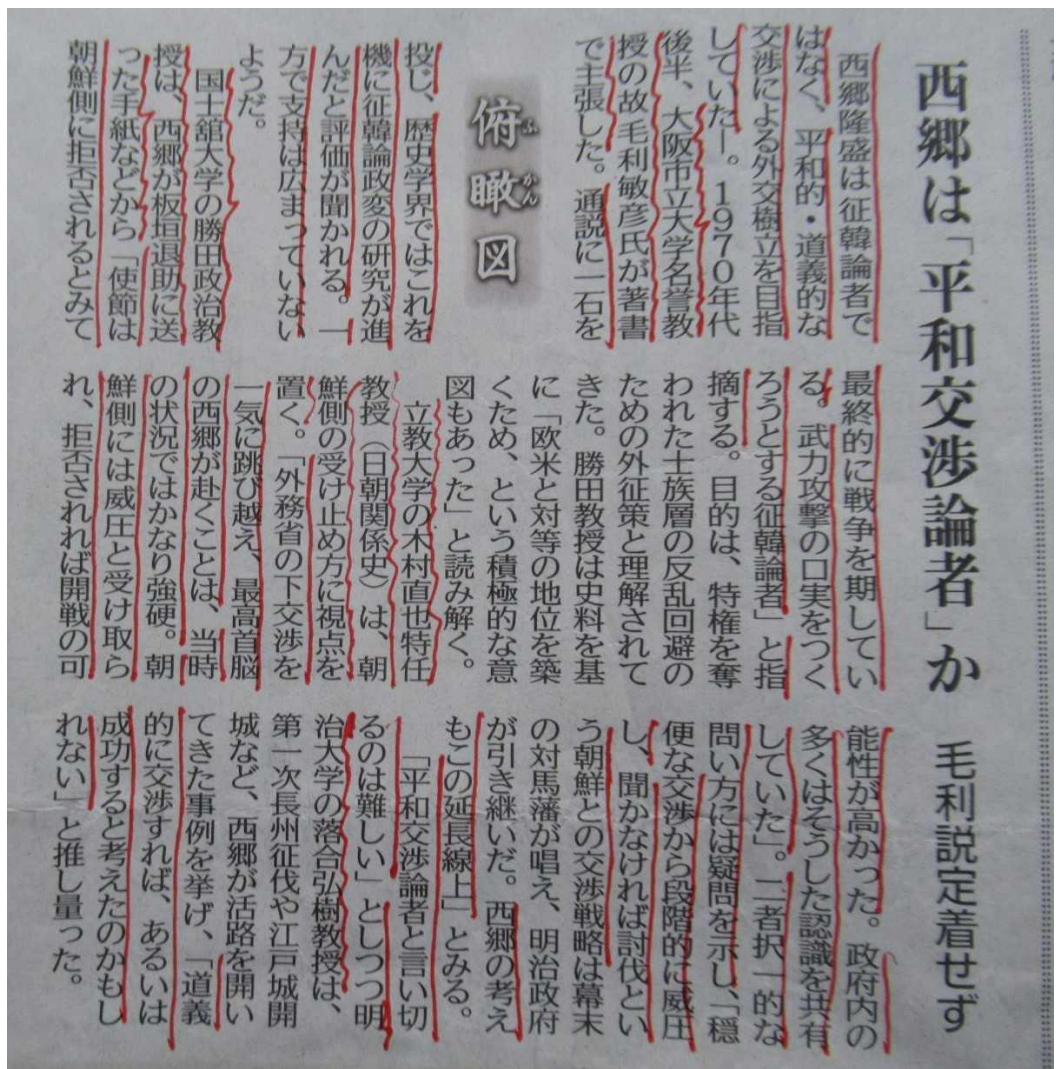 西郷は「平和交渉論者」か　毛利説定着せず
西郷隆盛は征韓論者で
はなく、平和的・道義的な
交渉による外交樹立を目指
していた―。1970年代
後半、大阪市立大学名誉教
授の故毛利敏彦氏が著書
で主張した。通説に一石を
俯瞰図
ふかん
投じ、歴史学界ではこれを
機に征韓論政変の研究が進
んだと評価が聞かれる。一
方で支持は広まっていない
ようだ。
国士舘大学の勝田政治教
授は、西郷が板垣退助に送
った手紙などから「使節は
朝鮮側に拒否されるとみて
最終的に戦争を期してい
る。武力攻撃の口実をつく
ろうとする征韓論者」と指
摘する。目的は、特権を奪
われた士族層の反乱回避の
ための外征策と理解されて
きた。勝田教授は史料を基
に「欧米と対等の地位を築
くため、という積極的な意
図もあった」と読み解く。
立教大学の木村直也特任
教授（日朝関係史）は、朝
鮮側の受け止め方に視点を
置く。「外務省の下交渉を
一気に跳び越え、最高首脳
の西郷が赴くことは、当時
の状況ではかなり強硬。朝
鮮側には威圧と受け取ら
れ、拒否されれば開戦の可
能性が高かった。政府内の
多くはそうした認識を共有
していた」。二者択一的な
問い方には疑問を示し、「穏
便な交渉から段階的に威圧
し、聞かなければ討伐とい
う朝鮮との交渉戦略は幕末
の対馬藩が唱え、明治政府
が引き継いだ。西郷の考え
もこの延長線上」とみる。
「平和交渉論者と言い切
るのは難しい」としつつ明
治大学の落合弘樹教授は、
第一次長州征伐や江戸城開
城など、西郷が活路を開い
てきた事例を挙げ、「道義
的に交渉すれば、あるいは
成功すると考えたのかもし
れない」と推し量った。